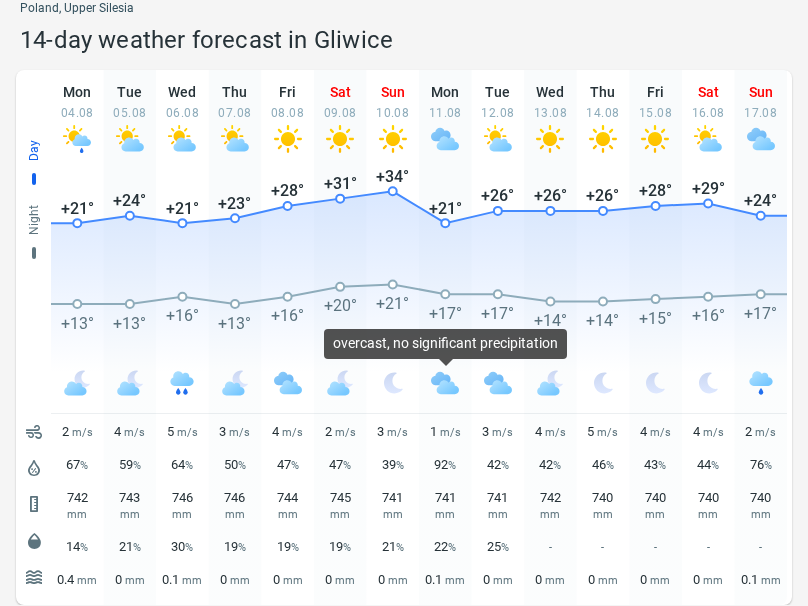 Poland, Upper Silesia
14-day weather forecast in Gliwice
Mon Tue Wed Thu Fri Sat Sun Mon Tue Wed Thu Fri Sat Sun
04.08 05.08 06.08 07.08 08.08 09.08 10.08 11.08 12.08 13.08 14.08 15.08 16.08 17.08
Day
+21° +24° +21° +23° +28° +31° +34° +21° +26° +26° +26° +28° +29° +24°
Night
+13° +13° +16° +13° +16° +20° +21° +17° +17° +14° +14° +15° +16° +17°
overcast, no significant precipitation
2 m/s 4 m/s 5 m/s 3 m/s 4 m/s 2 m/s 3 m/s 1 m/s 3 m/s 4 m/s 5 m/s 4 m/s 4 m/s 2 m/s
67% 59% 64% 50% 47% 47% 39% 92% 42% 42% 46% 43% 44% 76%
742 743 746 746 744 745 741 741 741 742 740 740 740 740
mm mm mm mm mm mm mm mm mm mm mm mm mm mm
14% 21% 30% 19% 19% 19% 21% 22% 25% - - - - -
0.4 mm 0 mm 0.1 mm 0 mm 0 mm 0 mm 0 mm 0.1 mm 0 mm 0 mm 0 mm 0 mm 0 mm 0.1 mm